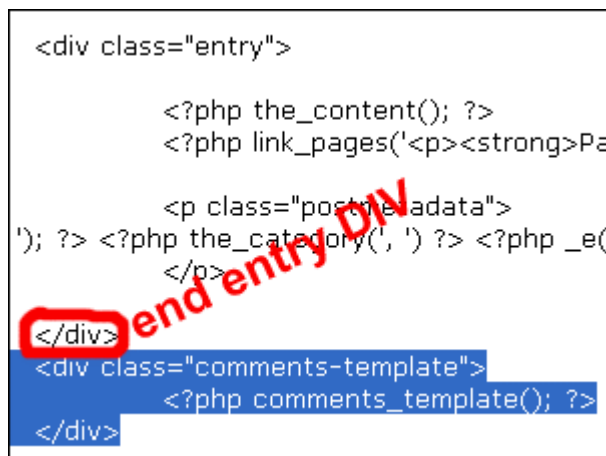 <div class="entry">
<?php the_content(); ?>
<?php link_pages('<p><strong>Pa
<p class="postmetadata">
'); ?> <?php the_category(', ') ?> <?php _e(
</p>
end entry DIV
</div>
<div class="comments-template">
<?php comments_template(); ?>
</div>